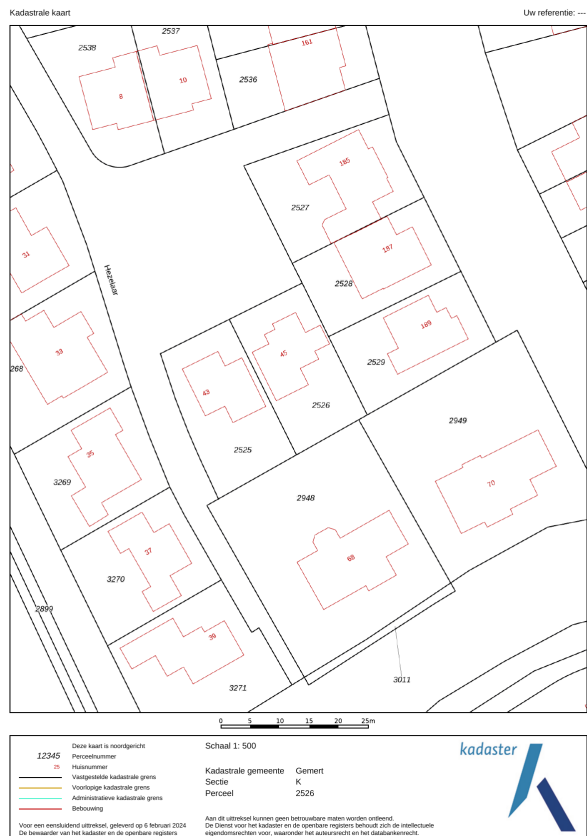 Kadastrale kaart
Uw referentie: ---
2537
2538
161
10
2536
8
185
2527
187
31
2528
Hezelaar
189
33
45
268
2529
43
2526
2949
2525
35
3269
70
2948
37
68
3270
2899
39
3011
3271
0 5 10 15 20 25m
Deze kaart is noordgericht
12345 Perceelnummer
25 Huisnummer
Vastgestelde kadastrale grens
Voorlopige kadastrale grens
Administratieve kadastrale grens
Bebouwing
Voor een eensluidend uittreksel, geleverd op 6 februari 2024
De bewaarder van het kadaster en de openbare registers
Schaal 1: 500
Kadastrale gemeente Gemert
Sectie K
Perceel 2526
Aan dit uittreksel kunnen geen betrouwbare maten worden ontleend.
De Dienst voor het kadaster en de openbare registers behoudt zich de intellectuele
eigendomsrechten voor, waaronder het auteursrecht en het databankenrecht.
kadaster